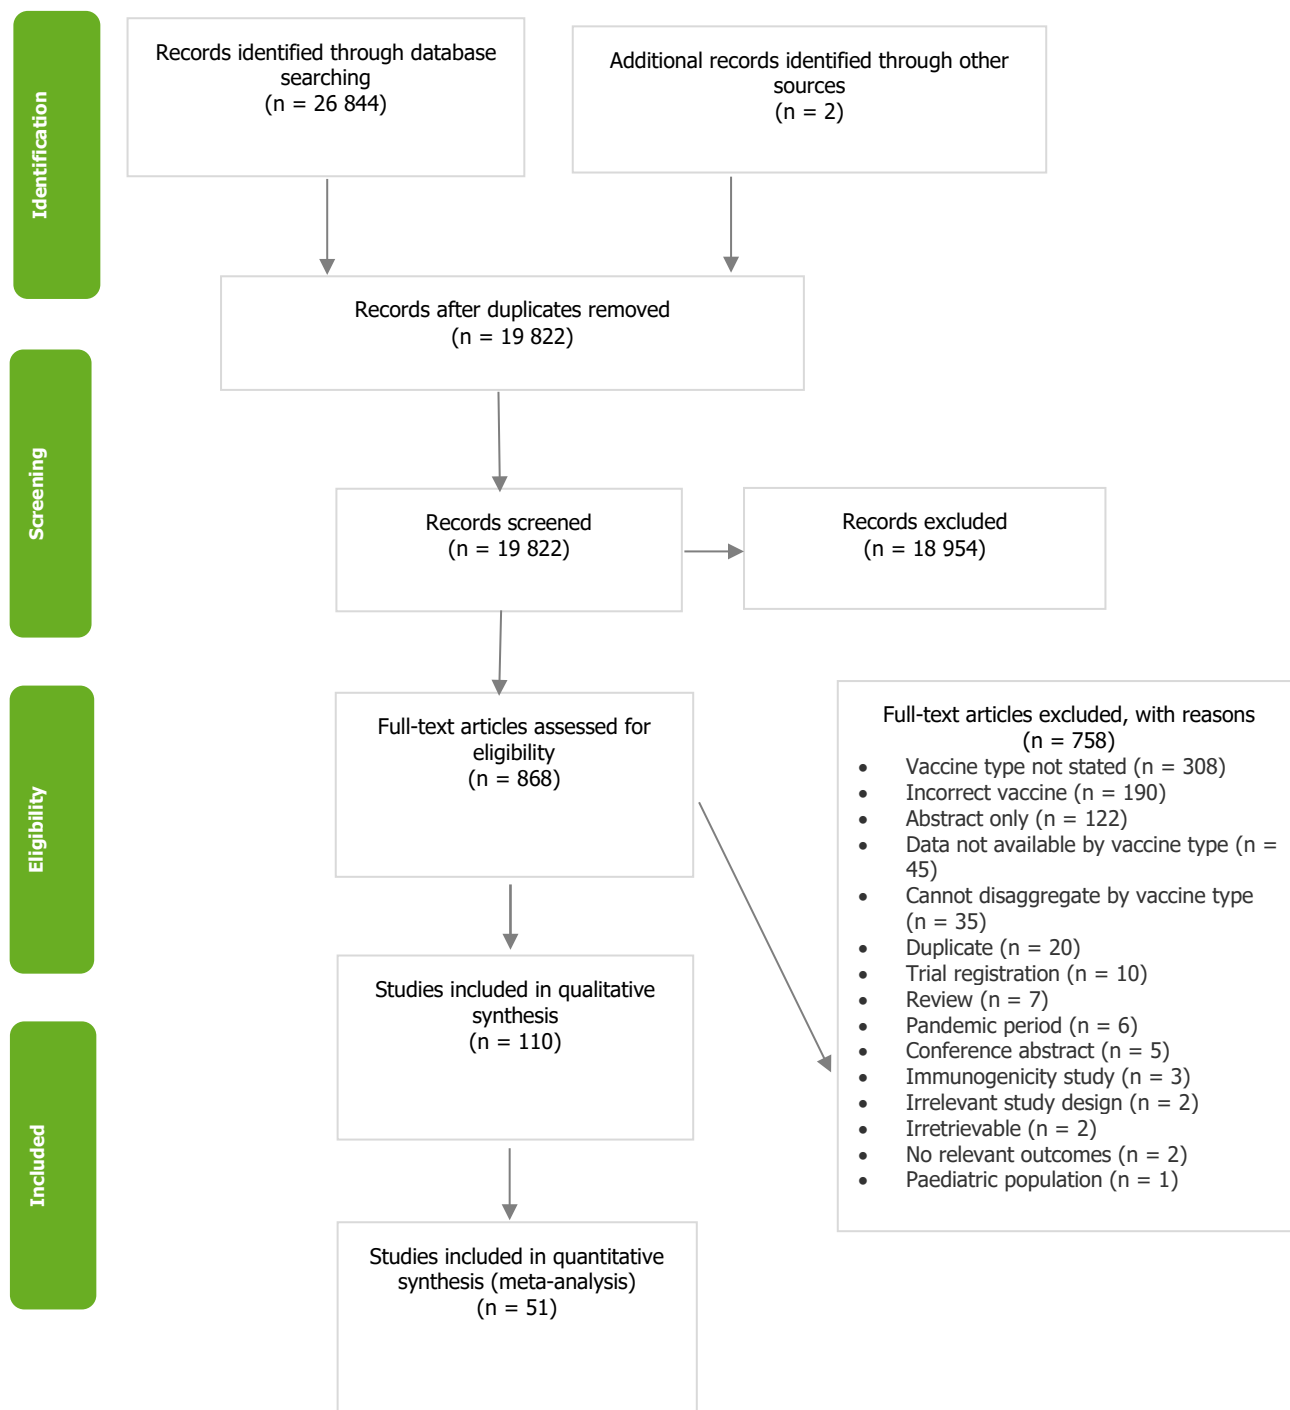 Identification
Records identified through database
searching
(n = 26 844)
Additional records identified through other
sources
(n = 2)
Records after duplicates removed
(n = 19 822)
Screening
Records screened
(n = 19 822)
Records excluded
(n = 18 954)
Eligibility
Full-text articles assessed for
eligibility
(n = 868)
Full-text articles excluded, with reasons
(n = 758)
• Vaccine type not stated (n = 308)
• Incorrect vaccine (n = 190)
• Abstract only (n = 122)
• Data not available by vaccine type (n =
45)
• Cannot disaggregate by vaccine type
(n = 35)
• Duplicate (n = 20)
• Trial registration (n = 10)
• Review (n = 7)
• Pandemic period (n = 6)
• Conference abstract (n = 5)
• Immunogenicity study (n = 3)
• Irrelevant study design (n = 2)
• Irretrievable (n = 2)
• No relevant outcomes (n = 2)
• Paediatric population (n = 1)
Studies included in qualitative
synthesis
(n = 110)
Included
Studies included in quantitative
synthesis (meta-analysis)
(n = 51)